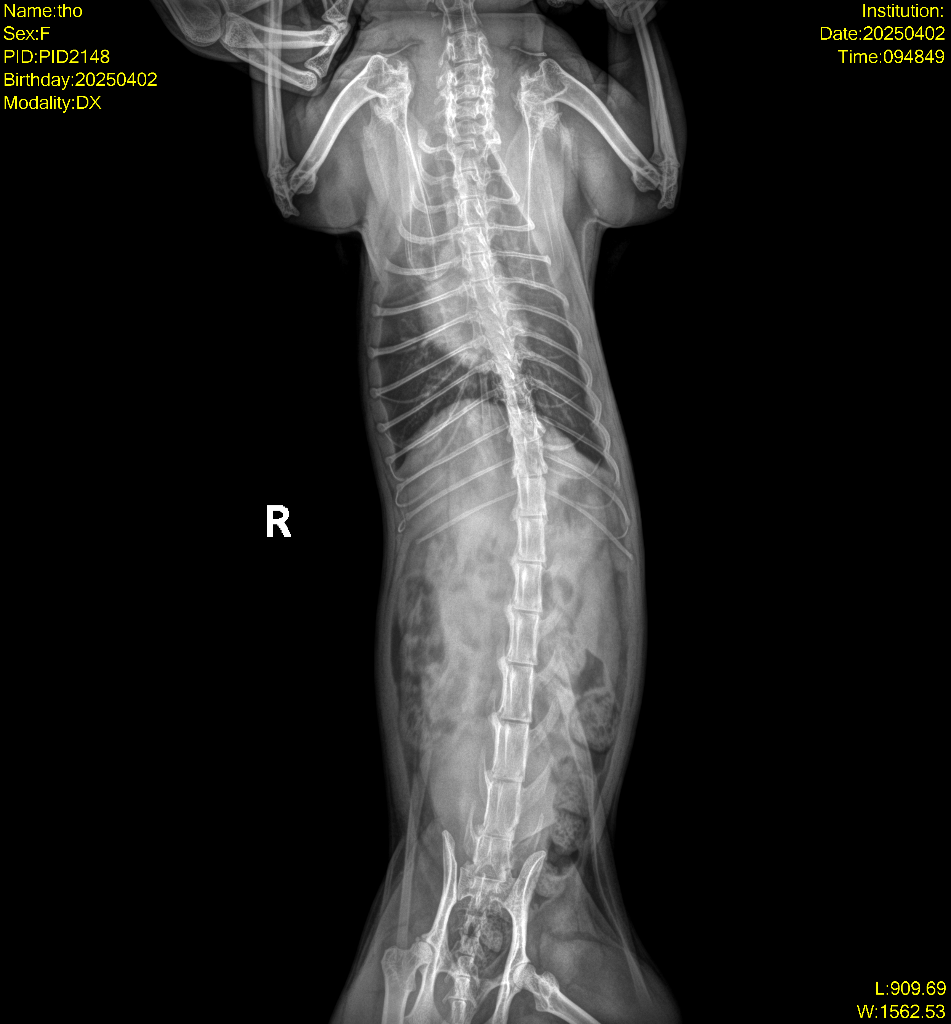 Name:tho
Sex:F
PID:PID2148
Birthday:20250402
Modality:DX
Institution:
Date:20250402
Time:094849
R
L:909.69
W:1562.53